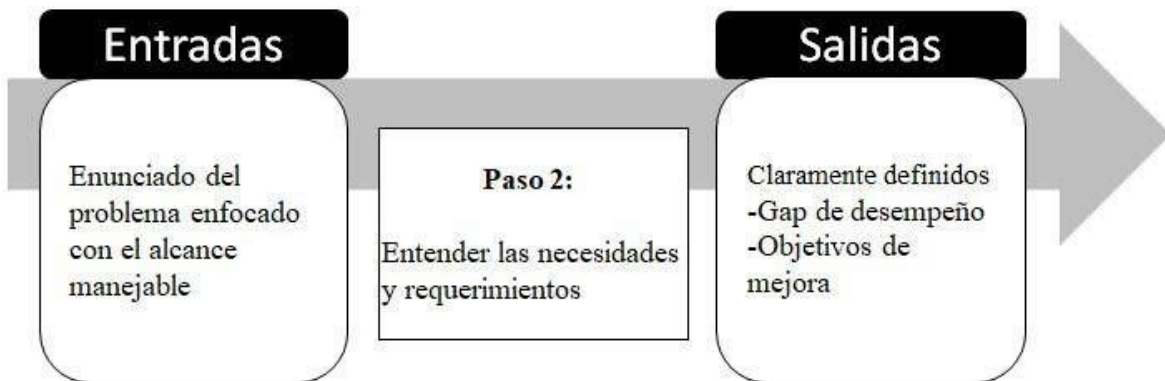 Entradas
Enunciado del
problema enfocado
con el alcance
manejable
Paso 2:
Entender las necesidades
y requerimientos
Salidas
Claramente definidos
-Gap de desempeño
-Objetivos de
mejora